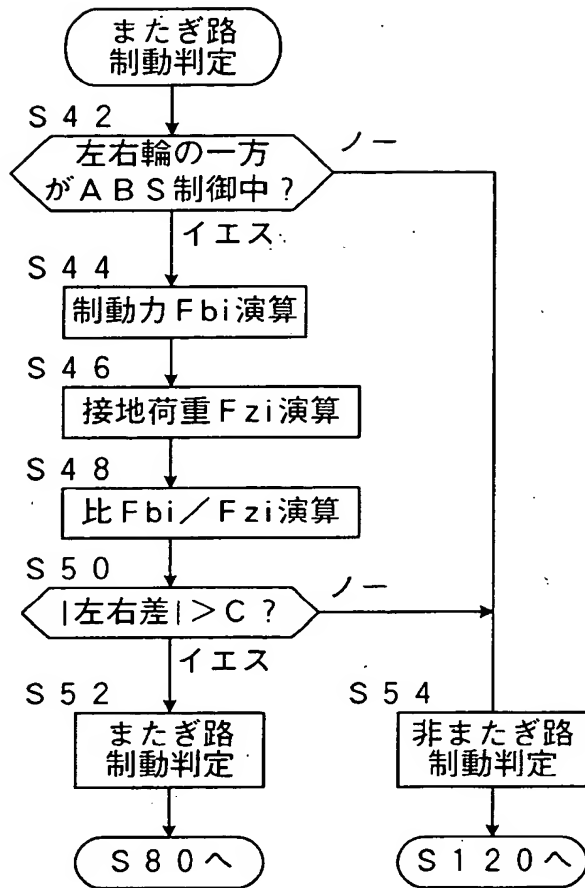 またぎ路
制動判定
S42
左右輪の一方
がABS制御中?
ノー
イエス
S44
制動力Fbi演算
S46
接地荷重Fzi演算
S48
比Fbi/Fzi演算
S50
|左右差|>C?
ノー
イエス
S52
またぎ路
制動判定
S54
非またぎ路
制動判定
S80へ
S120へ